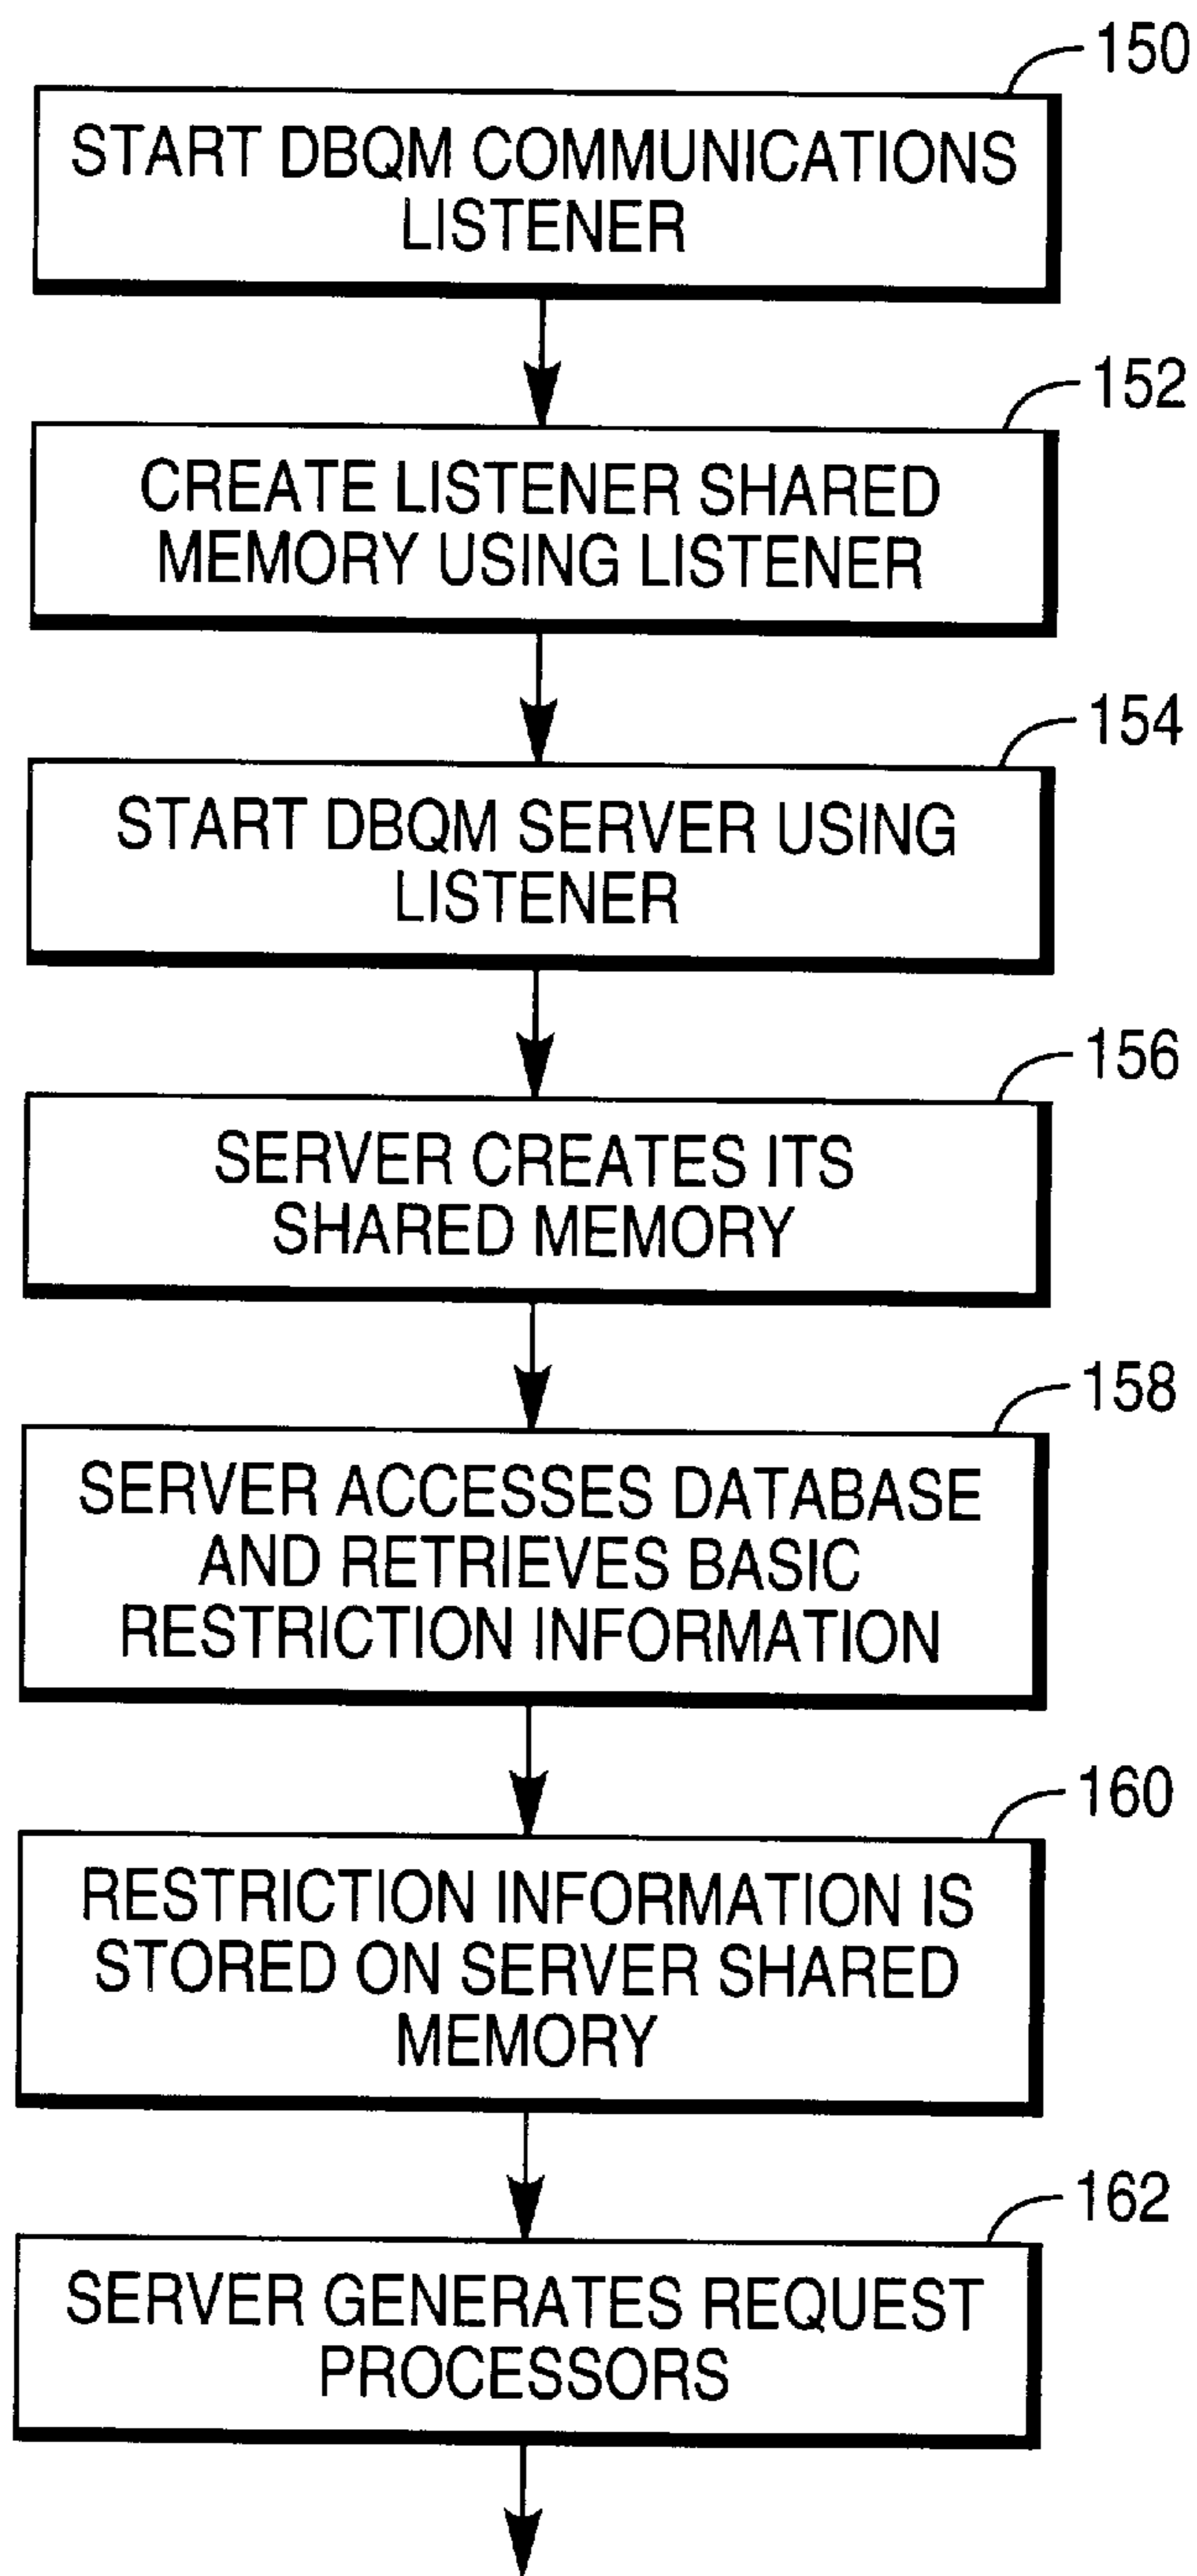 150
START DBQM COMMUNICATIONS
LISTENER
152
CREATE LISTENER SHARED
MEMORY USING LISTENER
154
START DBQM SERVER USING
LISTENER
156
SERVER CREATES ITS
SHARED MEMORY
158
SERVER ACCESSES DATABASE
AND RETRIEVES BASIC
RESTRICTION INFORMATION
160
RESTRICTION INFORMATION IS
STORED ON SERVER SHARED
MEMORY
162
SERVER GENERATES REQUEST
PROCESSORS